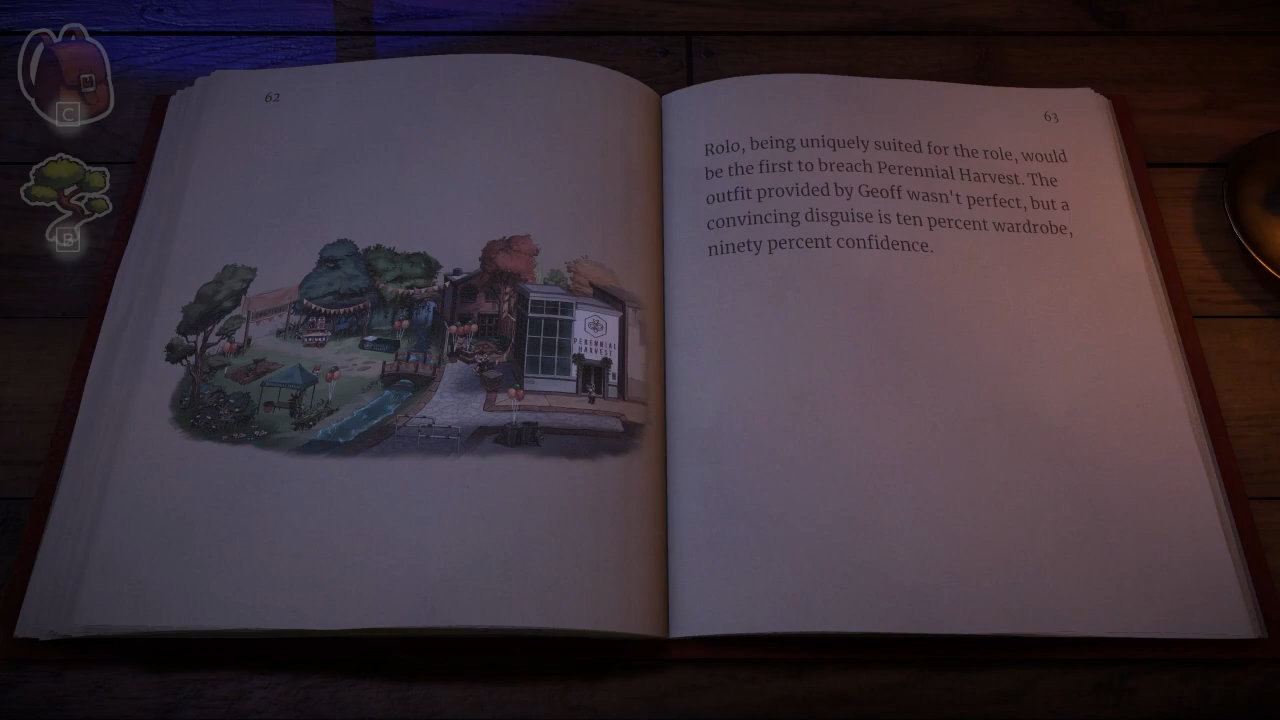 C
B
62
PERENNIAL
HARVEST
63
Rolo, being uniquely suited for the role, would
be the first to breach Perennial Harvest. The
outfit provided by Geoff wasn't perfect, but a
convincing disguise is ten percent wardrobe,
ninety percent confidence.